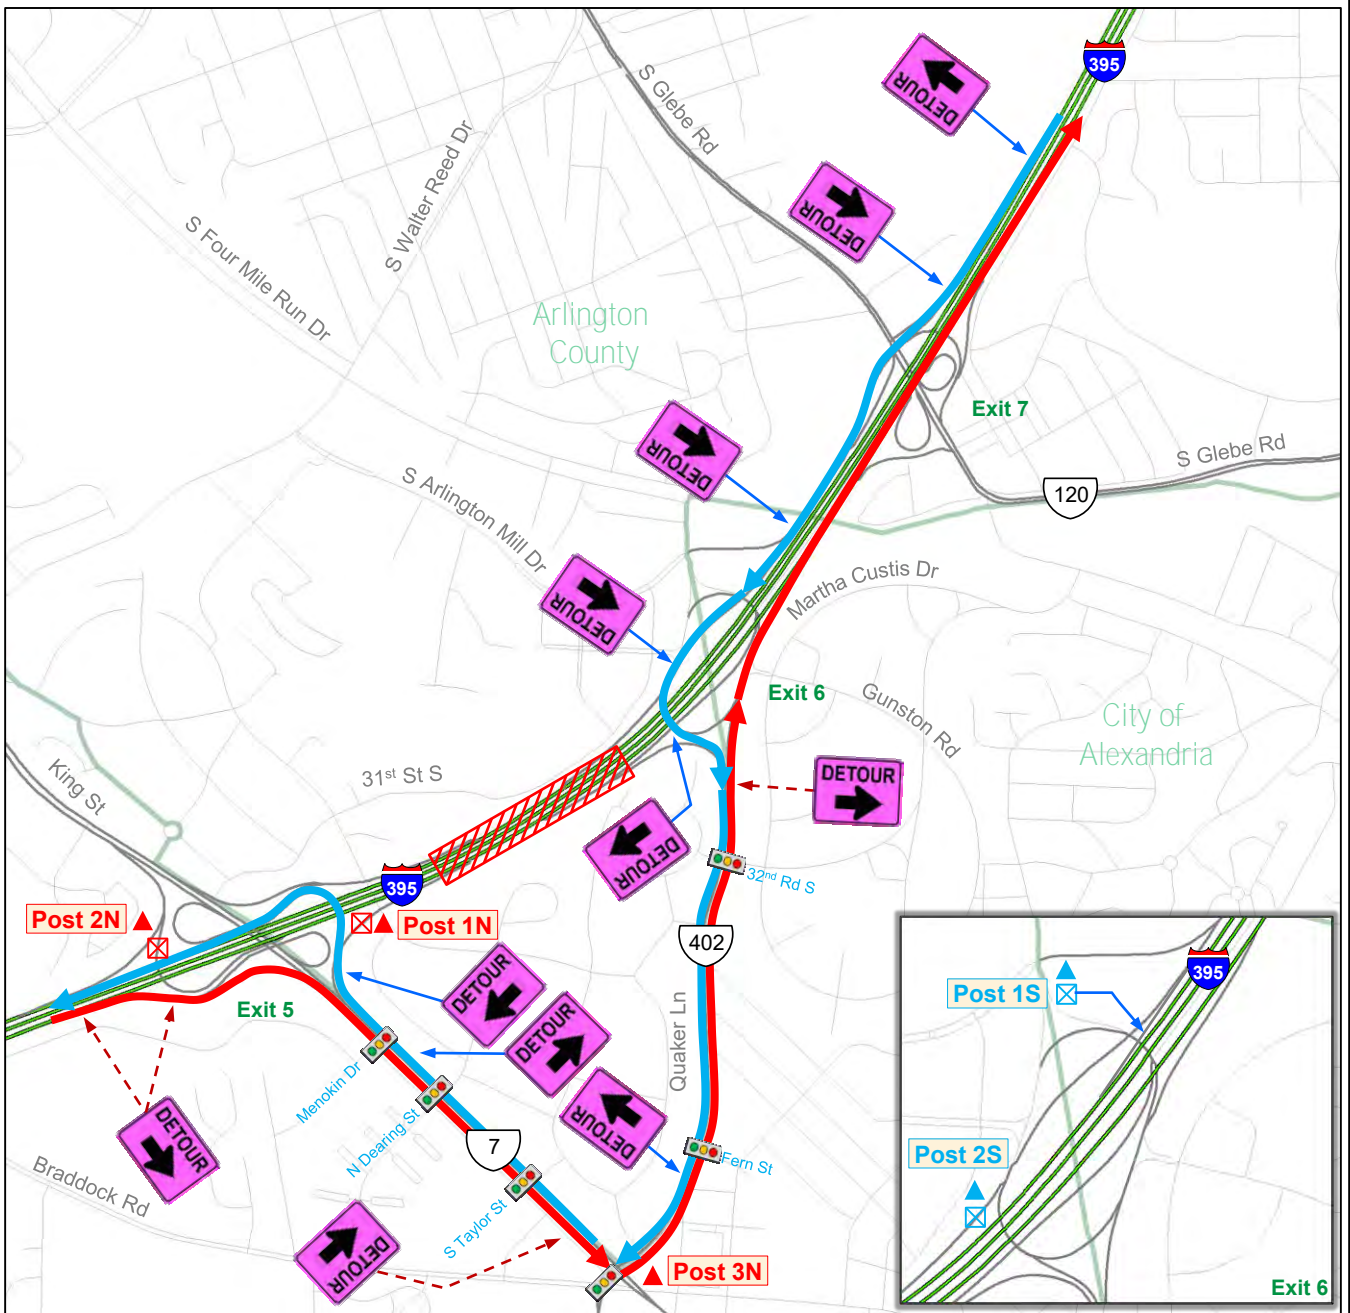 395
DETOUR
S Glebe Rd
S Walter Reed Dr
DETOUR
S Four Mile Run Dr
Arlington
County
Exit 7
DETOUR
S Glebe Rd
120
S Arlington Mill Dr
DETOUR
Martha Custis Dr
Exit 6
Gunston Rd
City of
Alexandria
King St
31st St S
DETOUR
DETOUR
395
32nd Rd S
Post 2N
Post 1N
402
DETOUR
Exit 5
DETOUR
Quaker Ln
Menokin Dr
DETOUR
N Dearing St
7
DETOUR
Fern St
Braddock Rd
S Taylor St
DETOUR
Post 3N
395
Post 1S
Post 2S
Exit 6